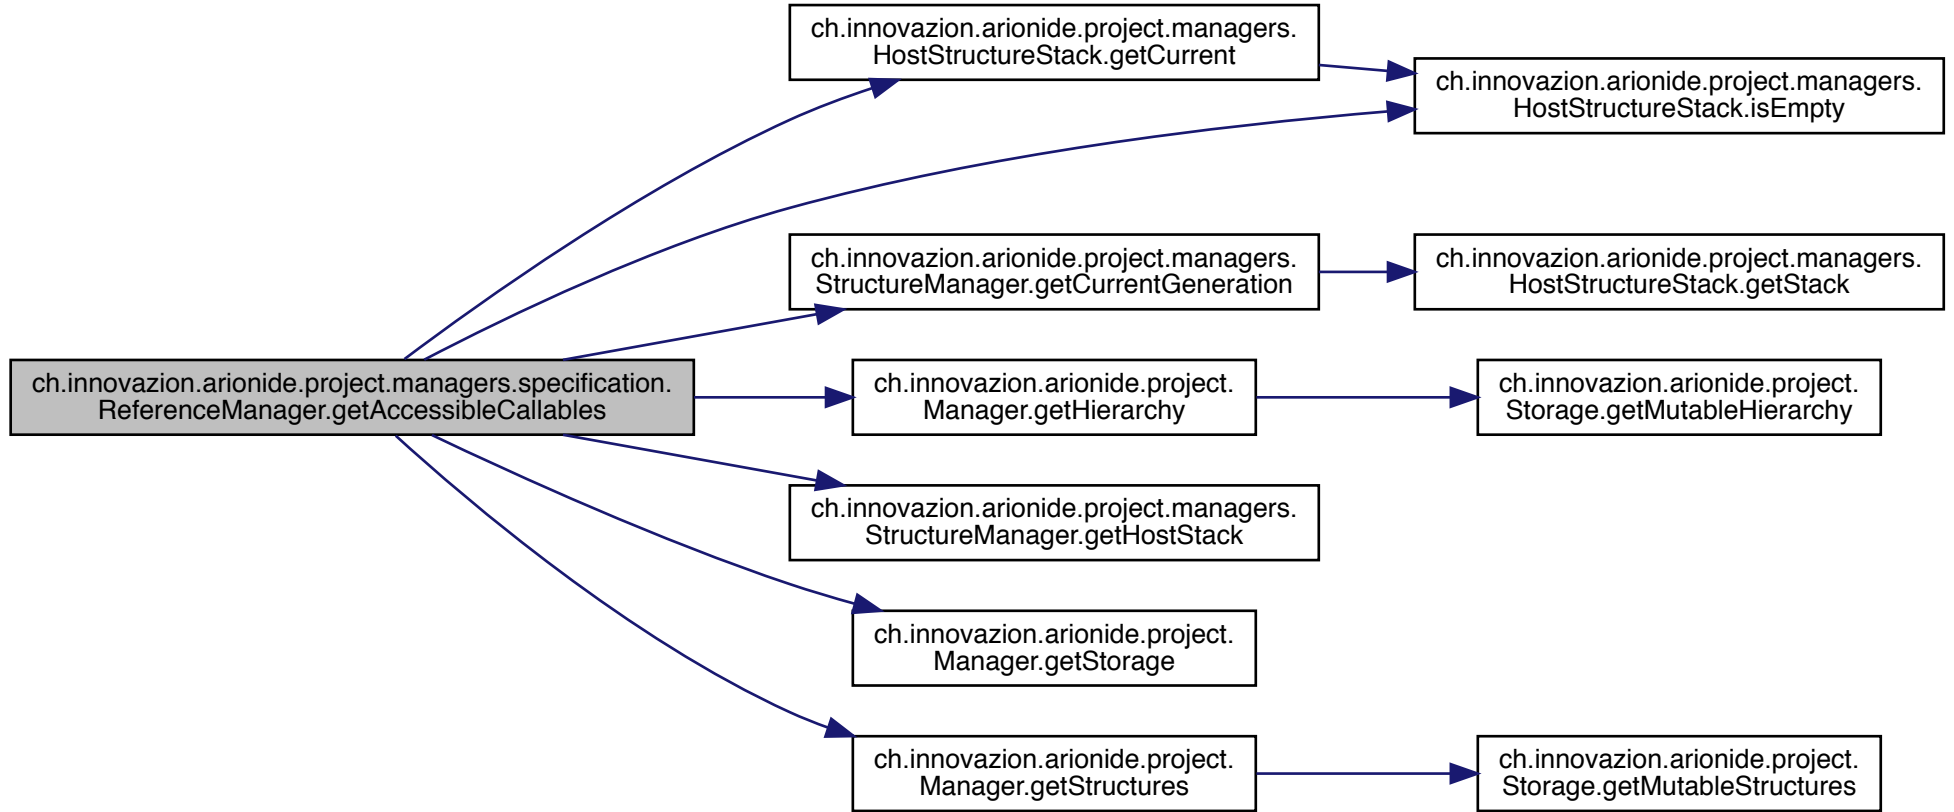 ch.innovazion.arionide.project.managers.
HostStructureStack.getCurrent
ch.innovazion.arionide.project.managers.
HostStructureStack.isEmpty
ch.innovazion.arionide.project.managers.
StructureManager.getCurrentGeneration
ch.innovazion.arionide.project.managers.
HostStructureStack.getStack
ch.innovazion.arionide.project.managers.specification.
ReferenceManager.getAccessibleCallables
ch.innovazion.arionide.project.
Manager.getHierarchy
ch.innovazion.arionide.project.
Storage.getMutableHierarchy
ch.innovazion.arionide.project.managers.
StructureManager.getHostStack
ch.innovazion.arionide.project.
Manager.getStorage
ch.innovazion.arionide.project.
Manager.getStructures
ch.innovazion.arionide.project.
Storage.getMutableStructures